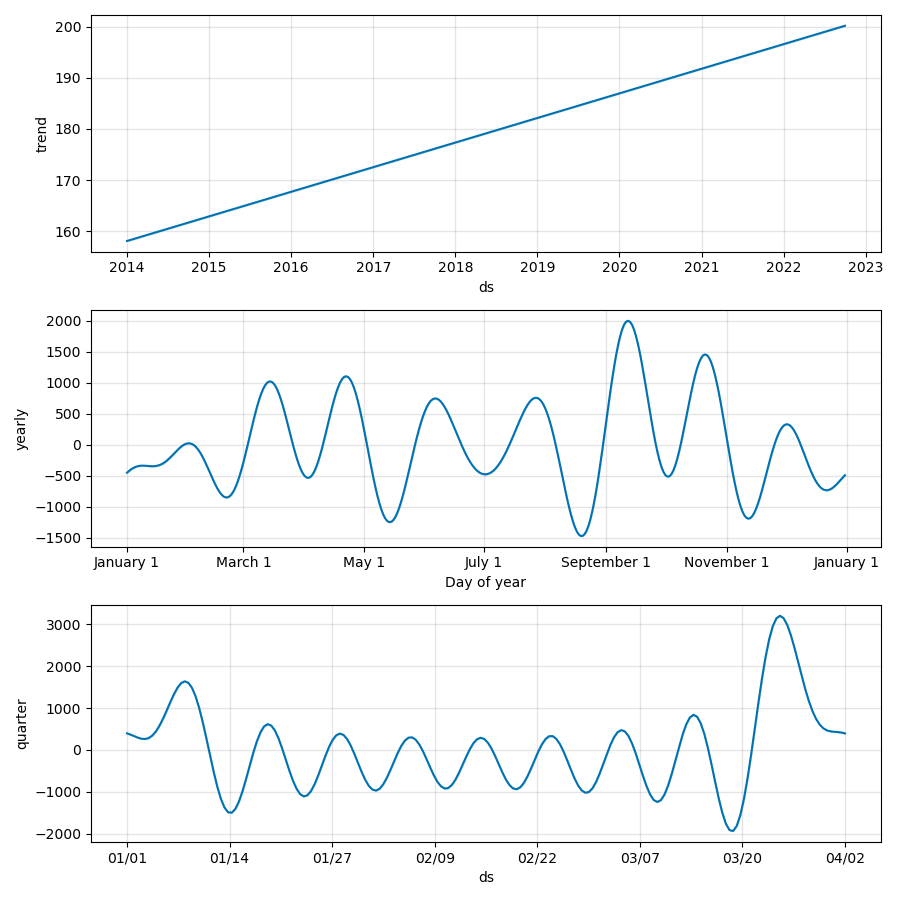 200
190
180
170
160
trend
2014 2015 2016 2017 2018 2019 2020 2021 2022 2023
ds
2000
1500
1000
500
0
−500
−1000
−1500
yearly
January 1 March 1 May 1 July 1 September 1 November 1 January 1
Day of year
3000
2000
1000
0
−1000
−2000
quarter
01/01 01/14 01/27 02/09 02/22 03/07 03/20 04/02
ds